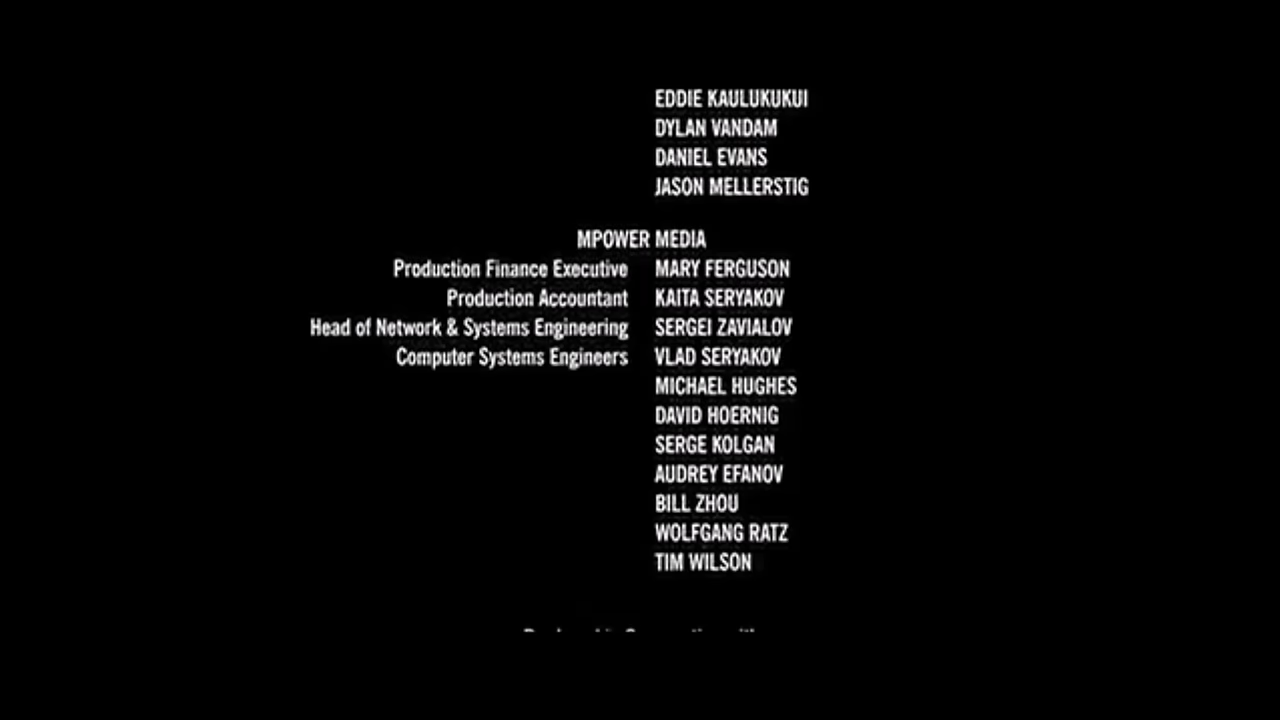 EDDIE KAULUKUKUI
DYLAN VANDAM
DANIEL EVANS
JASON MELLERSTIG
MPOWER MEDIA
Production Finance Executive MARY FERGUSON
Production Accountant KAITA SERYAKOV
Head of Network & Systems Engineering SERGEI ZAVIALOV
Computer Systems Engineers VLAD SERYAKOV
MICHAEL HUGHES
DAVID HOERNIG
SERGE KOLGAN
AUDREY EFANOV
BILL ZHOU
WOLFGANG RATZ
TIM WILSON